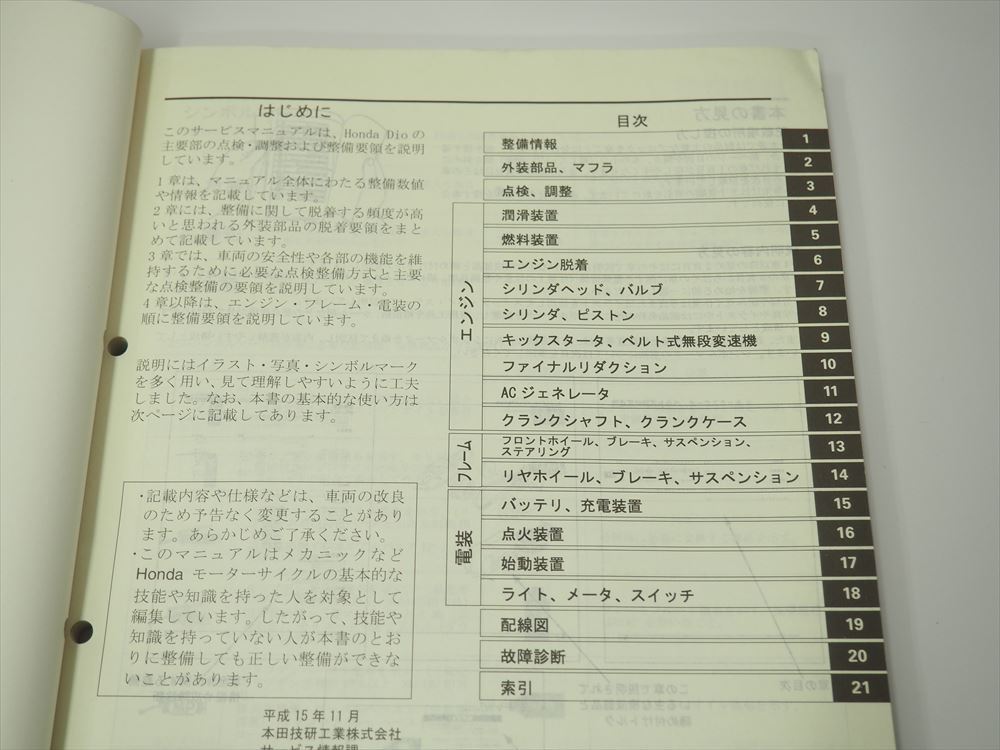 はじめに
このサービスマニュアルは、Honda Dioの
主要部の点検・調整および整備要領を説明
しています。
1章は、マニュアル全体にわたる整備数値
や情報を記載しています。
2章には、整備に関して脱着する頻度が高
いと思われる外装部品の脱着要領をまと
めて記載しています。
3章では、車両の安全性や各部の機能を維
持するために必要な点検整備方式と主要
な点検整備の要領を説明しています。
4章以降は、エンジン・フレーム・電装の
順に整備要領を説明しています。
説明にはイラスト・写真・シンボルマーク
を多く用い、見て理解しやすいように工夫
しました。なお、本書の基本的な使い方は
次ページに記載してあります。
・記載内容や仕様などは、車両の改良
のため予告なく変更することがあり
ます。あらかじめご了承ください。
・このマニュアルはメカニックなど
Honda モーターサイクルの基本的な
技能や知識を持った人を対象として
編集しています。したがって、技能や
知識を持っていない人が本書のとお
りに整備しても正しい整備ができな
いことがあります。
平成15年11月
本田技研工業株式会社
サービス情報課
目次
整備情報 1
外装部品、マフラ 2
点検、調整 3
エンジン
潤滑装置 4
燃料装置 5
エンジン脱着 6
シリンダヘッド、バルブ 7
シリンダ、ピストン 8
キックスタータ、ベルト式無段変速機 9
ファイナルリダクション 10
ACジェネレータ 11
クランクシャフト、クランクケース 12
フレーム
フロントホイール、ブレーキ、サスペンション、
ステアリング 13
リヤホイール、ブレーキ、サスペンション 14
電装
バッテリ、充電装置 15
点火装置 16
始動装置 17
ライト、メータ、スイッチ 18
配線図 19
故障診断 20
索引 21